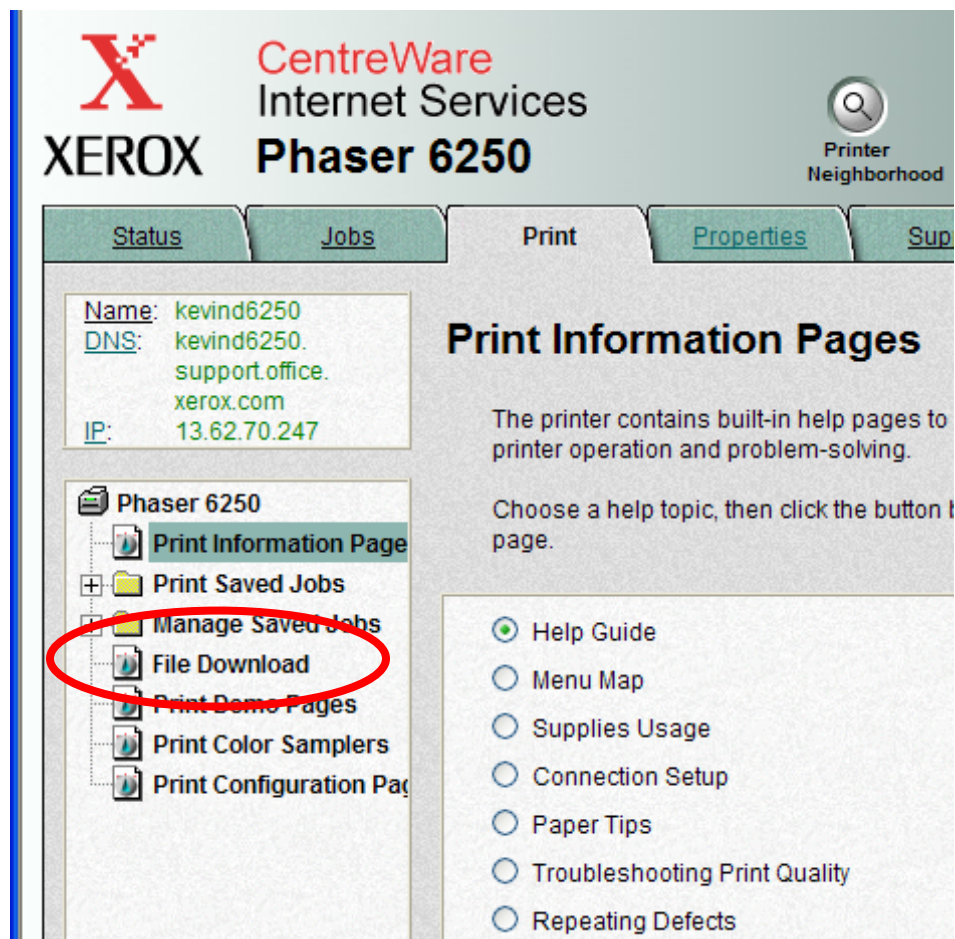 CentreWare
Internet Services
XEROX Phaser 6250
Printer
Neighborhood
Status Jobs Print Properties Sup
Name: kevind6250
DNS: kevind6250.
support.office.
xerox.com
IP: 13.62.70.247
Print Information Pages
The printer contains built-in help pages to
printer operation and problem-solving.
Choose a help topic, then click the button b
page.
Phaser 6250
Print Information Page
Print Saved Jobs
Manage Saved Jobs
File Download
Print Demo Pages
Print Color Samplers
Print Configuration Pag
Help Guide
Menu Map
Supplies Usage
Connection Setup
Paper Tips
Troubleshooting Print Quality
Repeating Defects